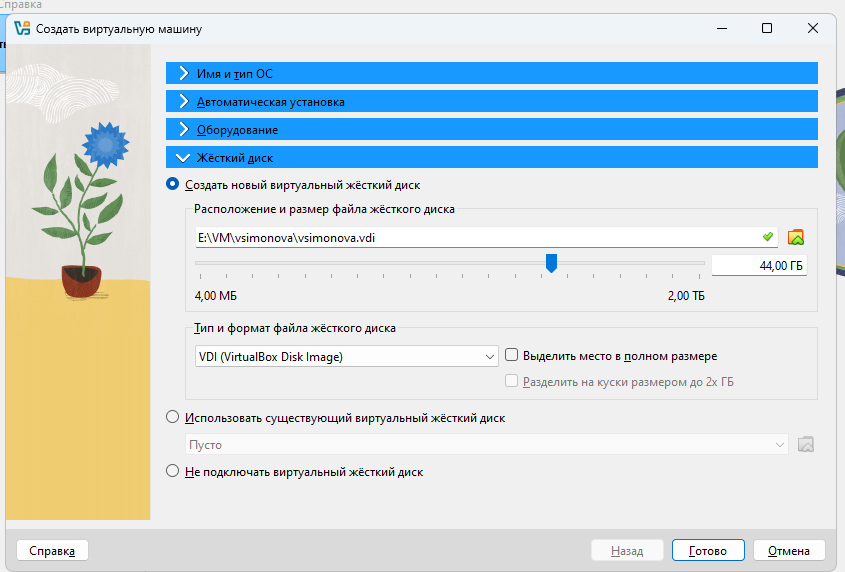 Справка
Создать виртуальную машину
Имя и тип ОС
Автоматическая установка
Оборудование
Жёсткий диск
Создать новый виртуальный жёсткий диск
Расположение и размер файла жёсткого диска
E:\VM\vsimonova\vsimonova.vdi
44,00 ГБ
4,00 МБ 2,00 ТБ
Тип и формат файла жёсткого диска
VDI (VirtualBox Disk Image) Выделить место в полном размере
Разделить на куски размером до 2х ГБ
Использовать существующий виртуальный жёсткий диск
Пусто
Не подключать виртуальный жёсткий диск
Справка Назад Готово Отмена